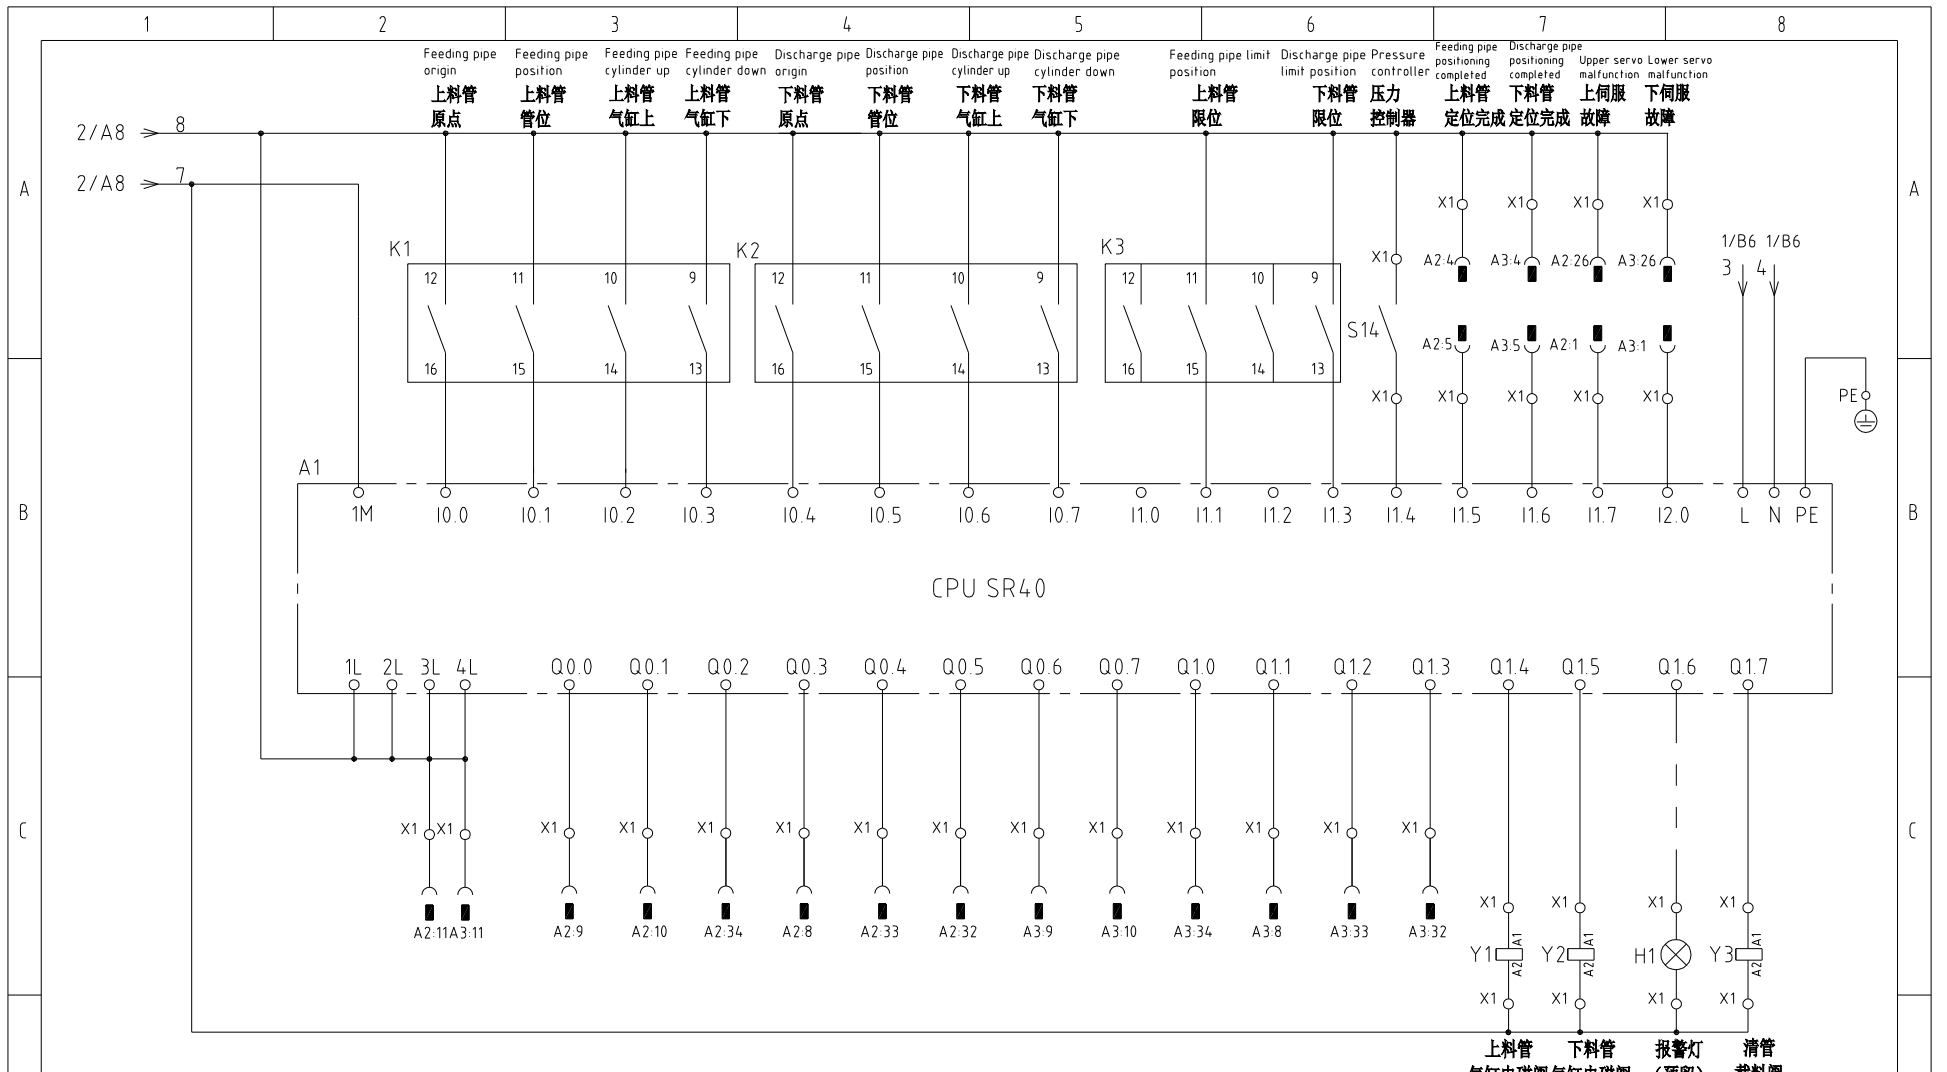 1 2 3 4 5 6 7 8
Feeding pipe origin
上料管
原点
Feeding pipe position
上料管
管位
Feeding pipe cylinder up
上料管
气缸上
Feeding pipe cylinder down
上料管
气缸下
Discharge pipe origin
下料管
原点
Discharge pipe position
下料管
管位
Discharge pipe cylinder up
下料管
气缸上
Discharge pipe cylinder down
下料管
气缸下
Feeding pipe limit position
上料管
限位
Discharge pipe limit position
下料管
限位
Pressure controller
压力
控制器
Feeding pipe positioning completed
上料管
定位完成
Discharge pipe positioning completed
下料管
定位完成
Upper servo malfunction
上伺服
故障
Lower servo malfunction
下伺服
故障
2/A8 8
2/A8 7
A A
X1 X1 X1 X1
1/B6 1/B6
3 4
K1 K2 K3
X1 A2:4 A3:4 A2:26 A3:26
12 11 10 9 12 11 10 9 12 11 10 9
S14
A2:5 A3:5 A2:1 A3:1
16 15 14 13 16 15 14 13 16 15 14 13
X1 X1 X1 X1 X1 PE
A1
B B
1M I0.0 I0.1 I0.2 I0.3 I0.4 I0.5 I0.6 I0.7 I1.0 I1.1 I1.2 I1.3 I1.4 I1.5 I1.6 I1.7 I2.0 L N PE
CPU SR40
1L 2L 3L 4L Q0.0 Q0.1 Q0.2 Q0.3 Q0.4 Q0.5 Q0.6 Q0.7 Q1.0 Q1.1 Q1.2 Q1.3 Q1.4 Q1.5 Q1.6 Q1.7
C C
X1 X1 X1 X1 X1 X1 X1 X1 X1 X1 X1 X1 X1 X1
X1 X1 X1 X1
A2:11 A3:11 A2:9 A2:10 A2:34 A2:8 A2:33 A2:32 A3:9 A3:10 A3:34 A3:8 A3:33 A3:32
Y1 A1 A2 Y2 A1 A2 H1 Y3 A1 A2
X1 X1 X1 X1
上料管 下料管 报警灯 清管